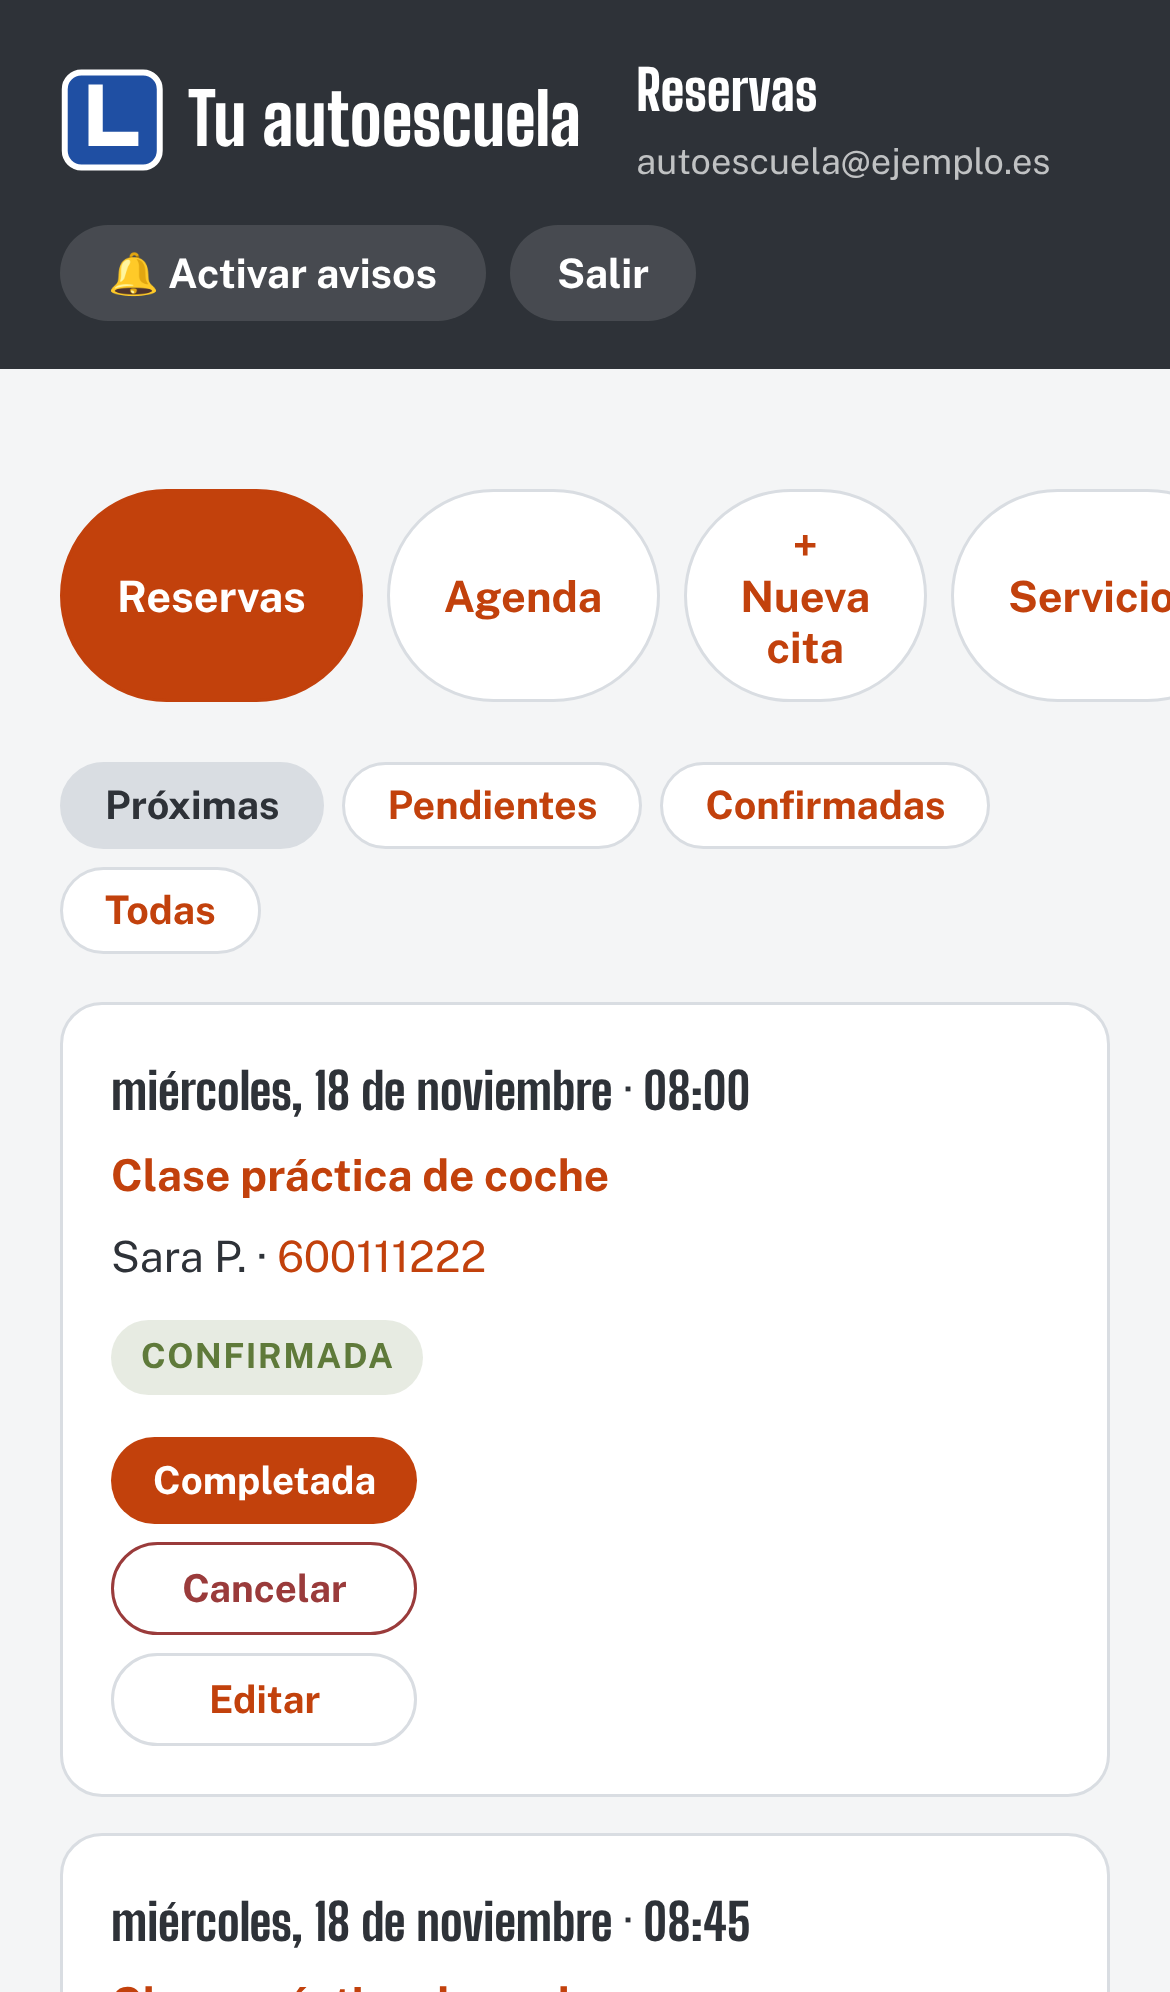 L
Tu autoescuela
Reservas
autoescuela@ejemplo.es
🔔 Activar avisos
Salir
Reservas
Agenda
+
Nueva
cita
Servicio
Próximas
Pendientes
Confirmadas
Todas
miércoles, 18 de noviembre · 08:00
Clase práctica de coche
Sara P. · 600111222
CONFIRMADA
Completada
Cancelar
Editar
miércoles, 18 de noviembre · 08:45